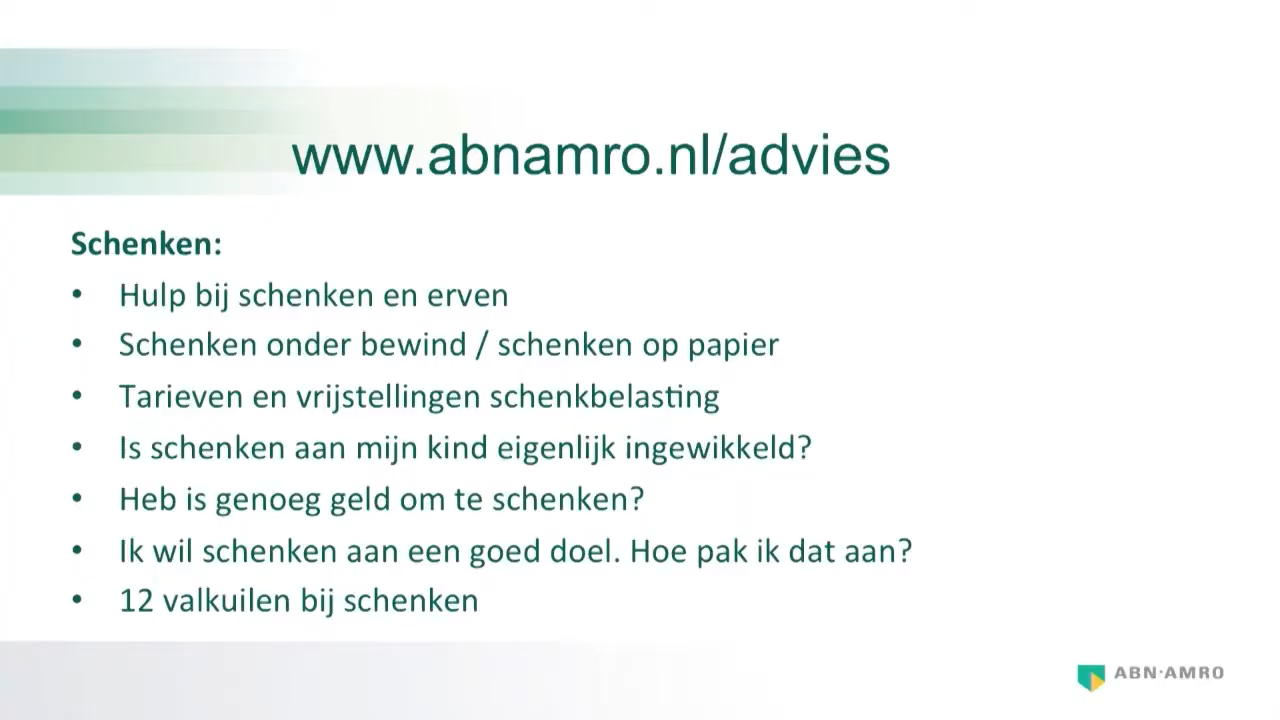 www.abnamro.nl/advies
Schenken:
• Hulp bij schenken en erven
• Schenken onder bewind / schenken op papier
• Tarieven en vrijstellingen schenkbelasting
• Is schenken aan mijn kind eigenlijk ingewikkeld?
• Heb is genoeg geld om te schenken?
• Ik wil schenken aan een goed doel. Hoe pak ik dat aan?
• 12 valkuilen bij schenken
ABN·AMRO